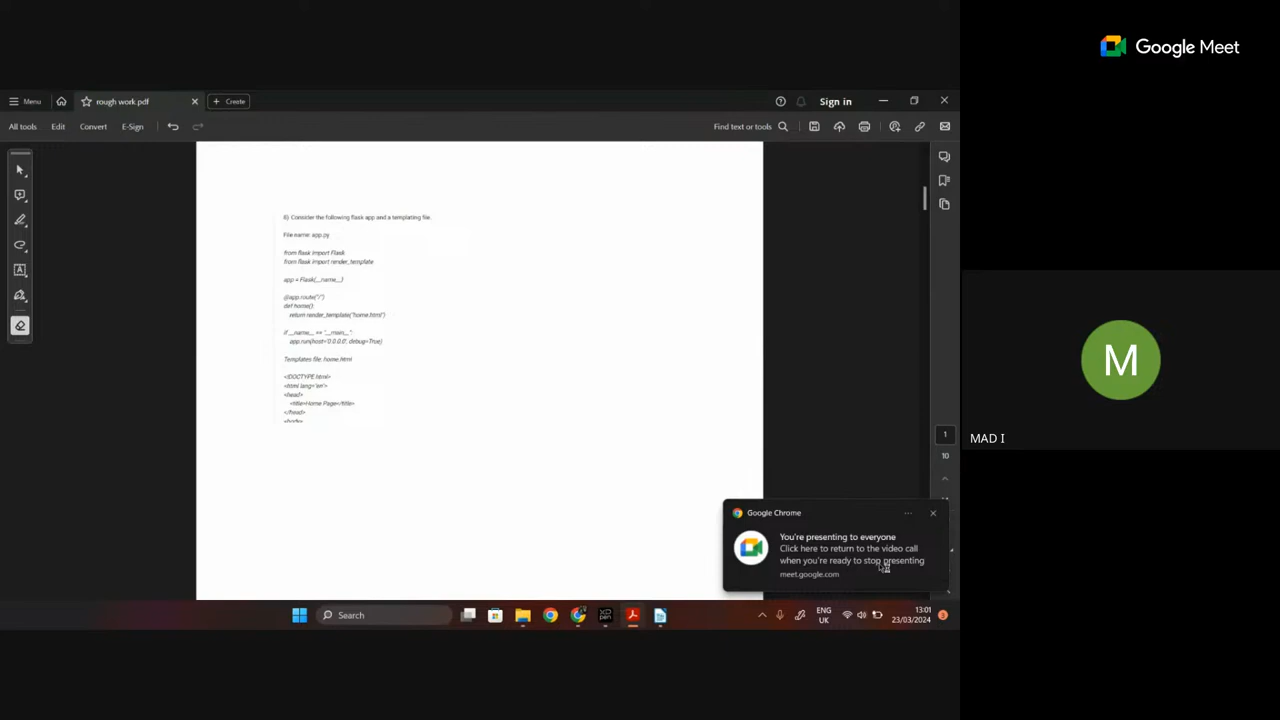 Google Meet
Menu
rough work.pdf
Create
Sign in
All tools
Edit
Convert
E-Sign
Find text or tools
6) Consider the following flask app and a templating file.
File name: app.py
from flask import Flask
from flask import render_template
app = Flask(__name__)
@app.route("/")
def home():
return render_template("home.html")
if __name__ == "__main__":
app.run(host='0.0.0.0', debug=True)
Templates file: home.html
<!DOCTYPE html>
<html lang='en'>
<head>
<title>Home Page</title>
</head>
<body>
1
10
Google Chrome
You're presenting to everyone
Click here to return to the video call
when you're ready to stop presenting
meet.google.com
M
MAD I
Search
ENG
UK
13:01
23/03/2024